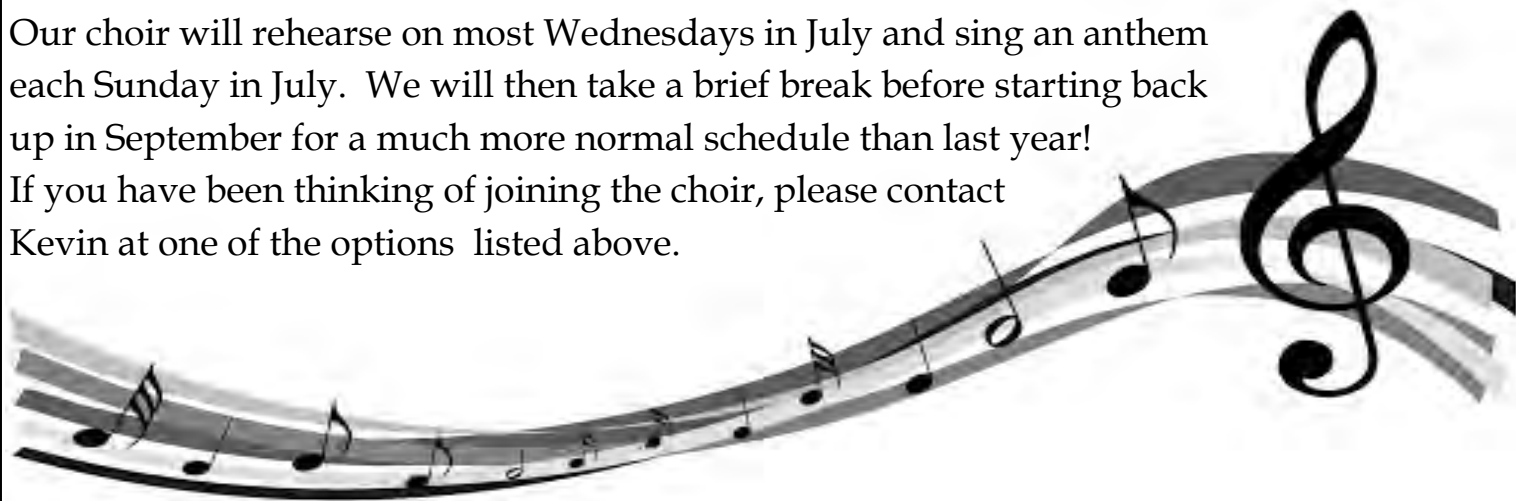 Our choir will rehearse on most Wednesdays in July and sing an anthem
each Sunday in July.  We will then take a brief break before starting back
up in September for a much more normal schedule than last year!
If you have been thinking of joining the choir, please contact
Kevin at one of the options  listed above.